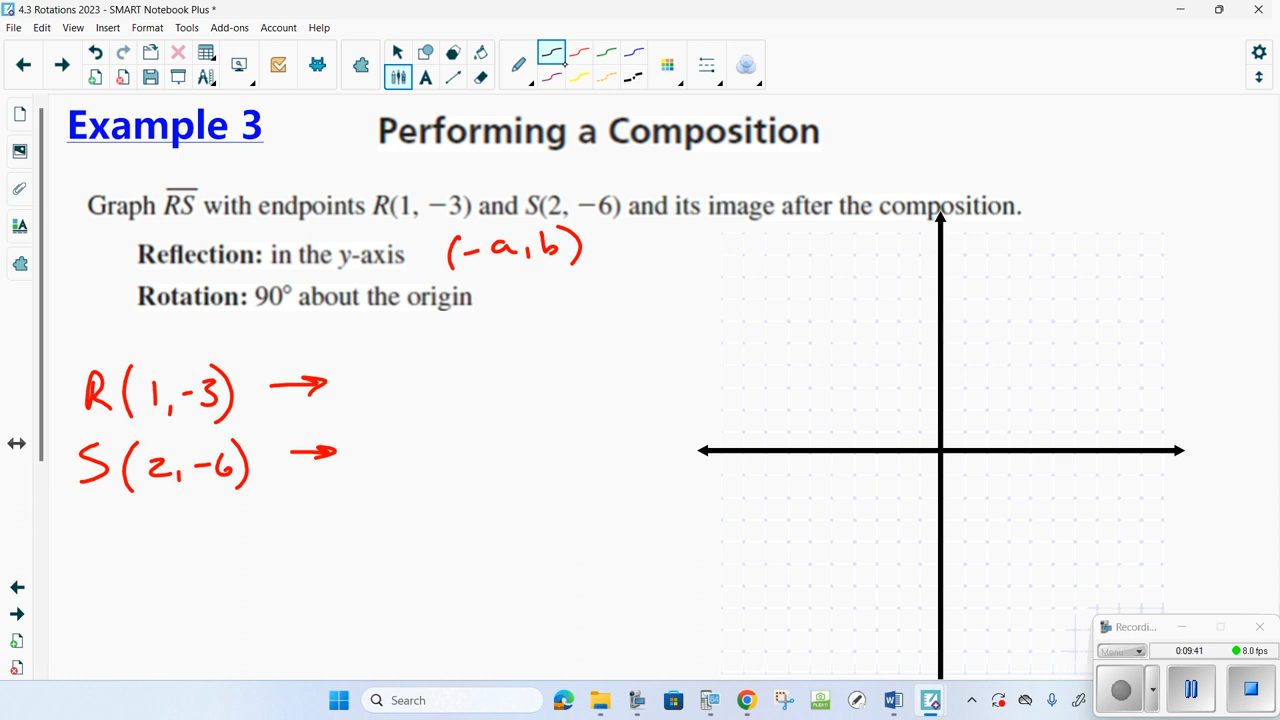 4.3 Rotations 2023 - SMART Notebook Plus *
File Edit View Insert Format Tools Add-ons Account Help
Example 3
Performing a Composition
Graph RS with endpoints R(1, −3) and S(2, −6) and its image after the composition.
Reflection: in the y-axis (-a,b)
Rotation: 90° about the origin
R(1,-3) →
S(2,-6) →
Recordi...
Menu 0:09:41 8.0 fps
Search